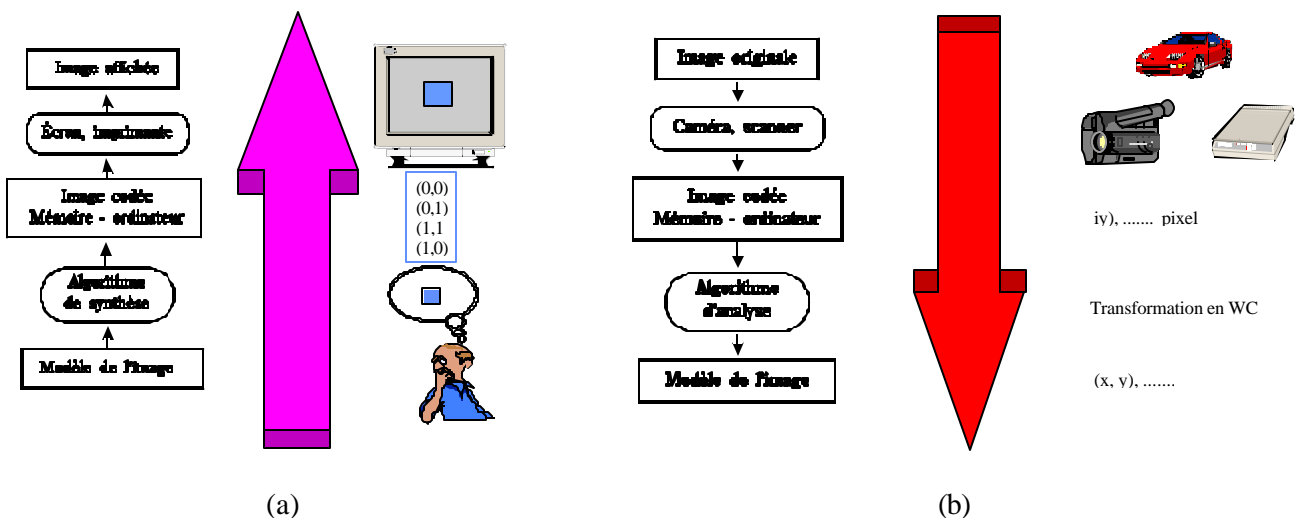 Image affichée
Écran, imprimante
Image codée
Mémoire - ordinateur
Algorithme
de synthèse
Modèle de l'image
(0,0)
(0,1)
(1,1
(1,0)
(a)
Image originale
Caméra, scanner
Image codée
Mémoire - ordinateur
Algorithme
d'analyse
Modèle de l'image
iy), ....... pixel
Transformation en WC
(x, y), .......
(b)